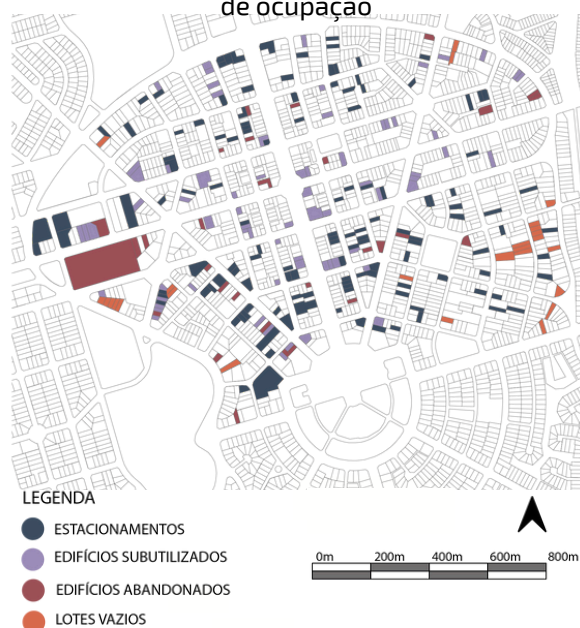 de ocupação
LEGENDA
ESTACIONAMENTOS
EDIFÍCIOS SUBUTILIZADOS
EDIFÍCIOS ABANDONADOS
LOTES VAZIOS
0m 200m 400m 600m 800m